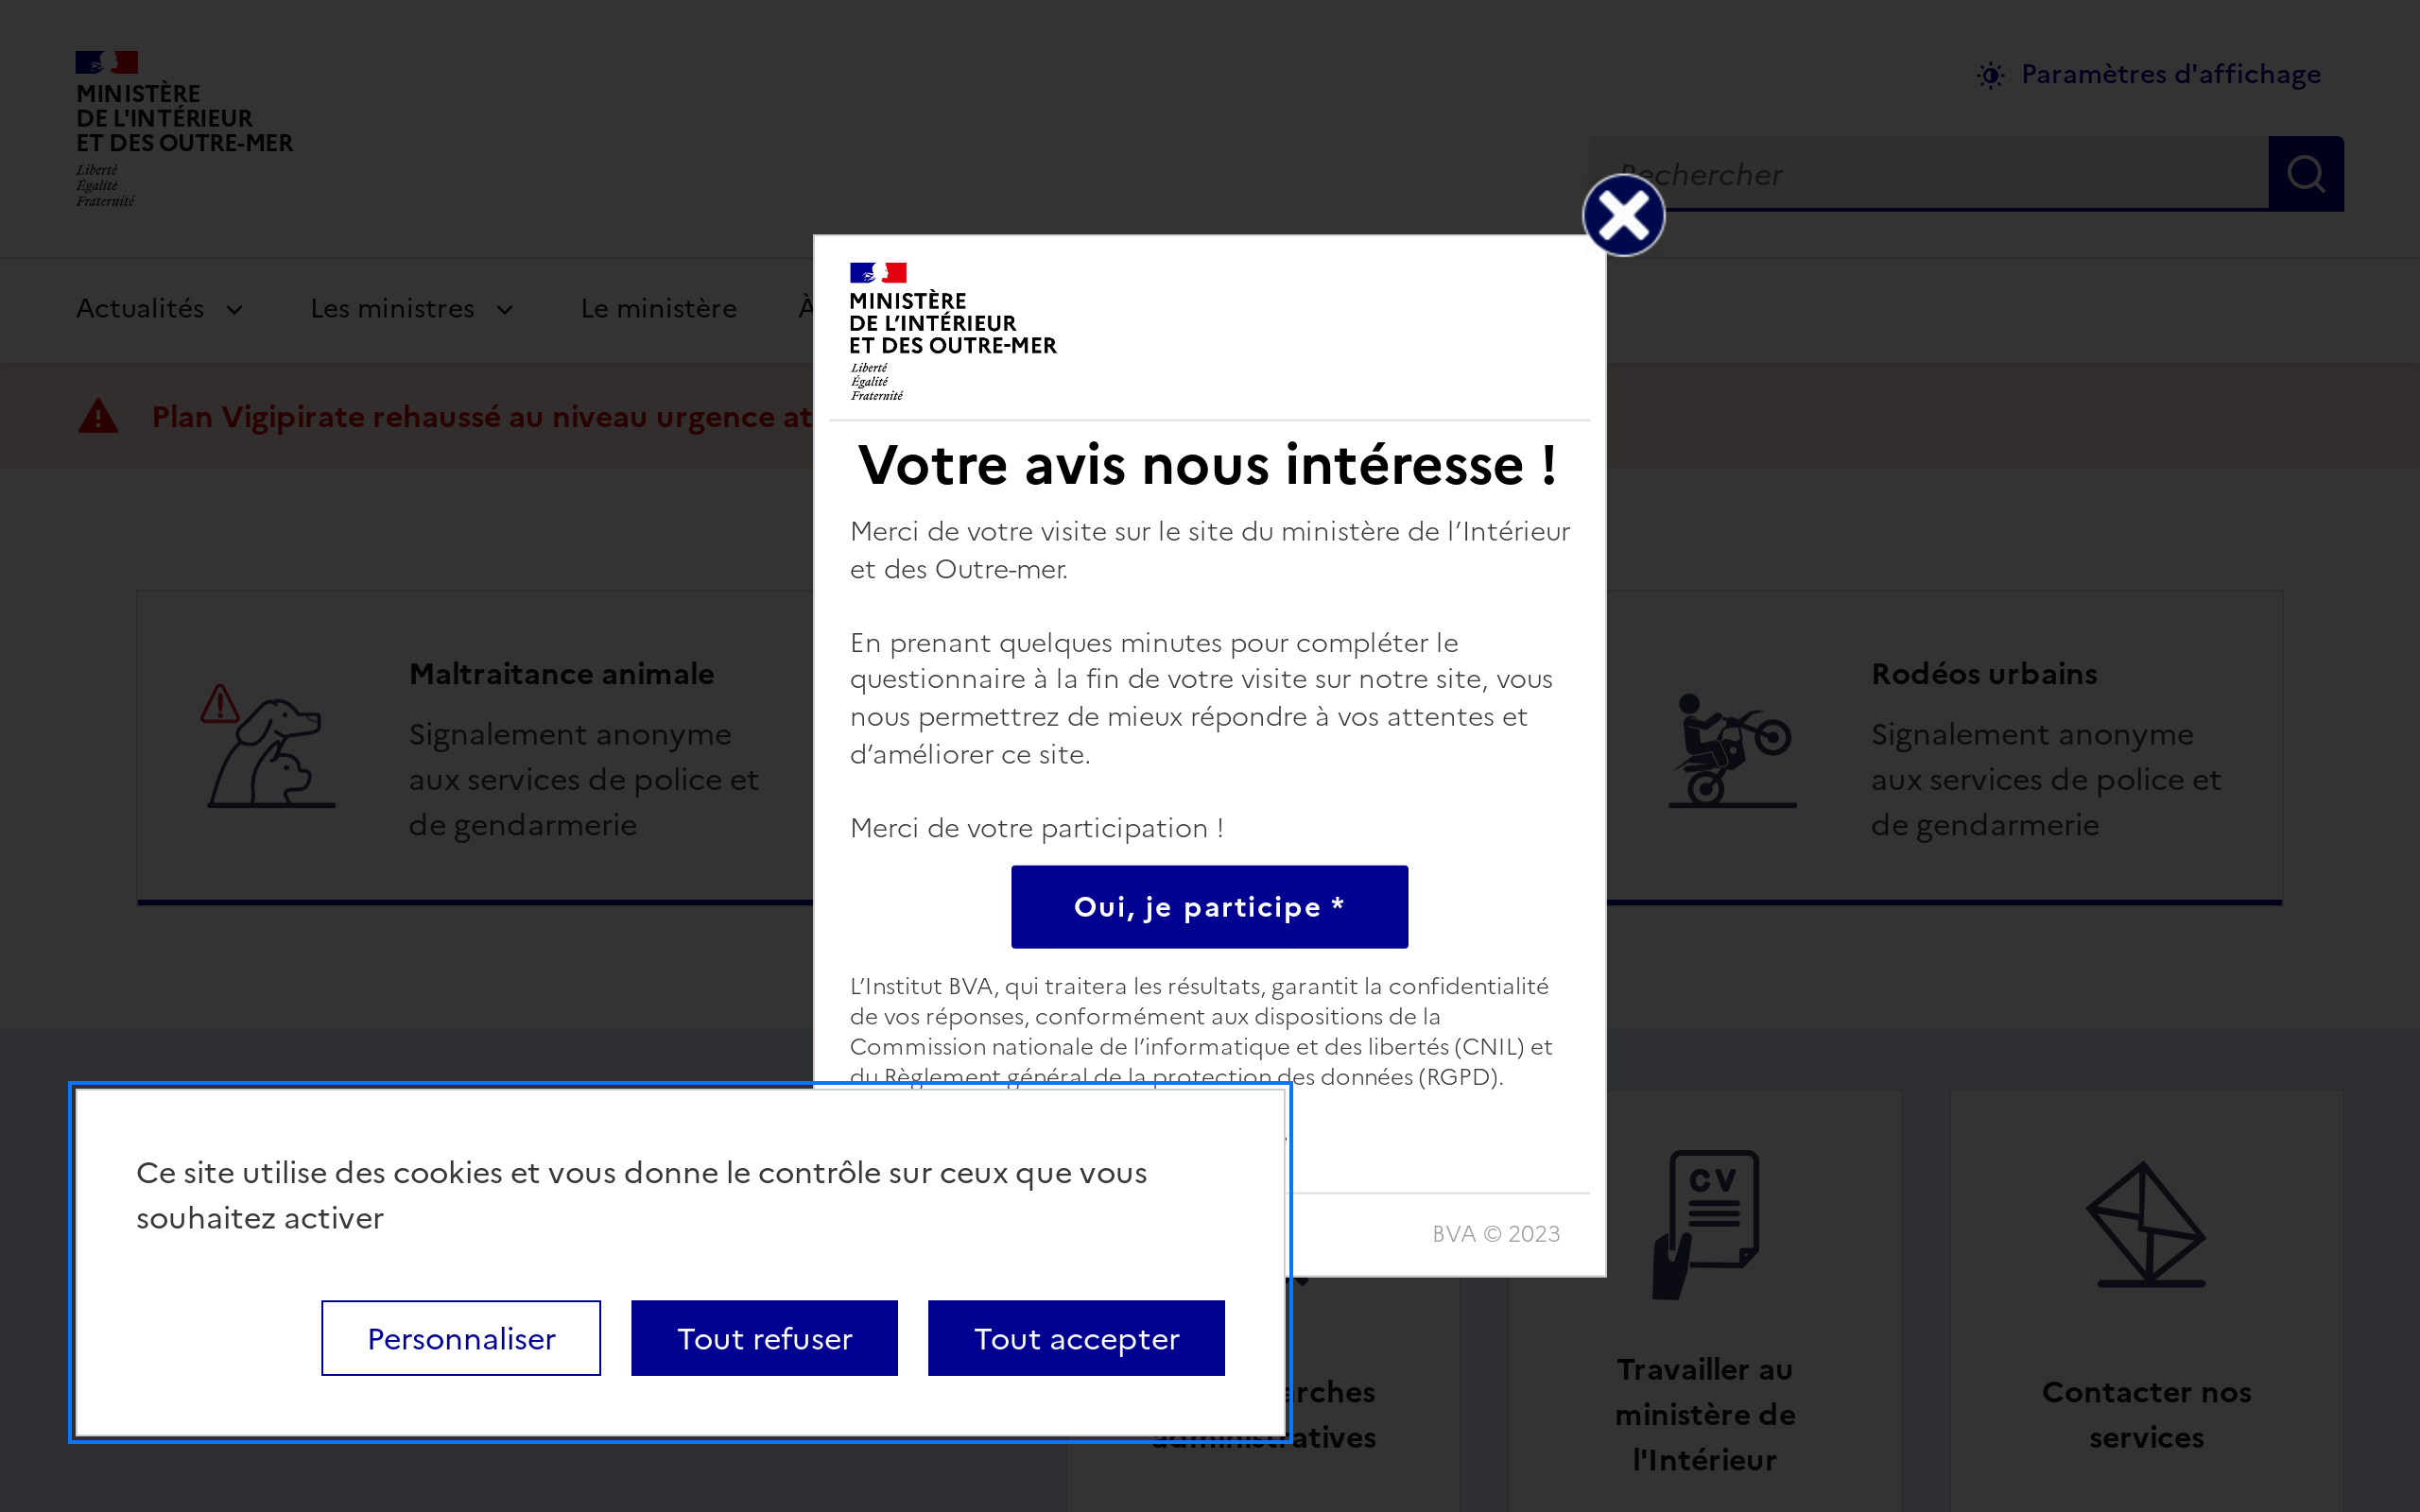 MINISTÈRE
DE L'INTÉRIEUR
ET DES OUTRE-MER
Liberté
Égalité
Fraternité
Paramètres d'affichage
Rechercher
Actualités
Les ministres
Le ministère
À
Plan Vigipirate rehaussé au niveau urgence
MINISTÈRE
DE L'INTÉRIEUR
ET DES OUTRE-MER
Liberté
Égalité
Fraternité
Votre avis nous intéresse !
Merci de votre visite sur le site du ministère de l’Intérieur
et des Outre-mer.
En prenant quelques minutes pour compléter le
questionnaire à la fin de votre visite sur notre site, vous
nous permettrez de mieux répondre à vos attentes et
d’améliorer ce site.
Merci de votre participation !
Oui, je participe *
L’Institut BVA, qui traitera les résultats, garantit la confidentialité
de vos réponses, conformément aux dispositions de la
Commission nationale de l’informatique et des libertés (CNIL) et
du Règlement général de la protection des données (RGPD).
BVA © 2023
Maltraitance animale
Signalement anonyme
aux services de police et
de gendarmerie
Rodéos urbains
Signalement anonyme
aux services de police et
de gendarmerie
Ce site utilise des cookies et vous donne le contrôle sur ceux que vous
souhaitez activer
Personnaliser
Tout refuser
Tout accepter
CV
Travailler au
ministère de
l'Intérieur
Contacter nos
services